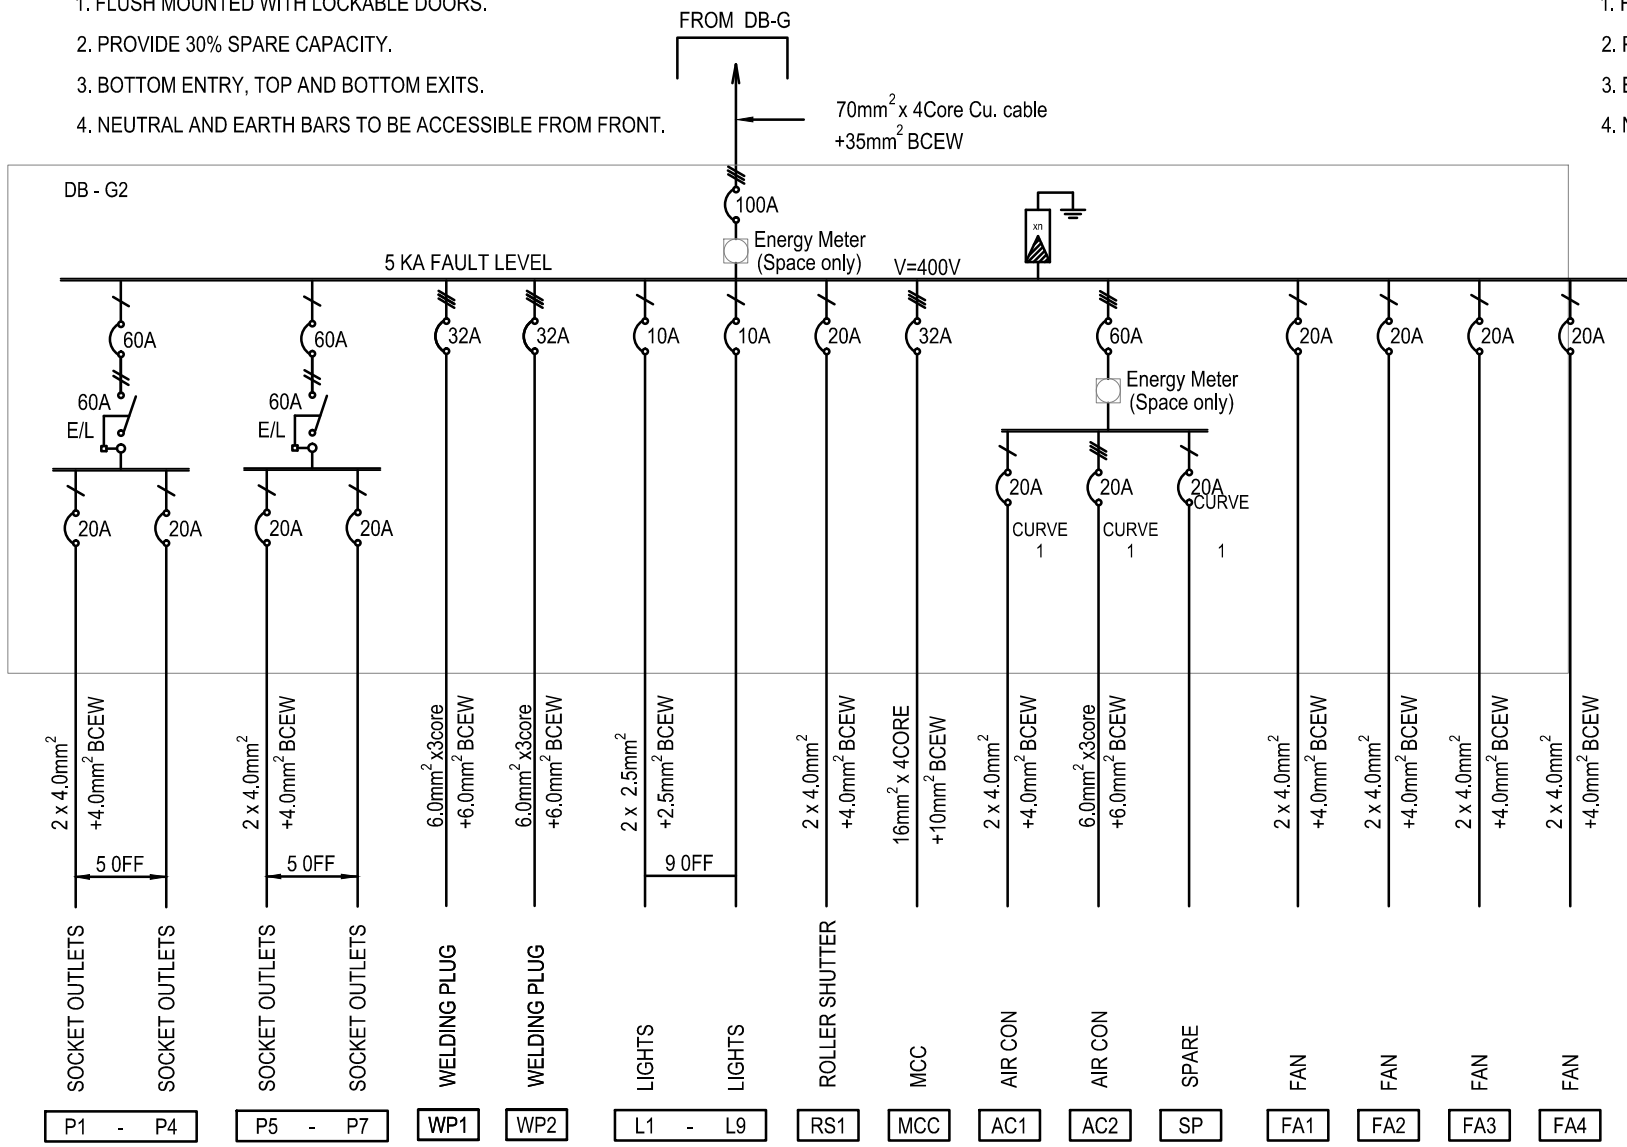 1. FLUSH MOUNTED WITH LOCKABLE DOORS.
2. PROVIDE 30% SPARE CAPACITY.
3. BOTTOM ENTRY, TOP AND BOTTOM EXITS.
4. NEUTRAL AND EARTH BARS TO BE ACCESSIBLE FROM FRONT.
1. F
2. P
3. B
4. N
FROM DB-G
70mm² x 4Core Cu. cable
+35mm² BCEW
DB - G2
100A
Energy Meter
(Space only)
xn
5 KA FAULT LEVEL
V=400V
60A
60A
32A
32A
10A
10A
20A
32A
60A
20A
20A
20A
20A
60A
E/L
60A
E/L
Energy Meter
(Space only)
20A
20A
20A
20A
20A
CURVE
1
20A
CURVE
1
20A
CURVE
1
2 x 4.0mm²
+4.0mm² BCEW
2 x 4.0mm²
+4.0mm² BCEW
6.0mm² x3core
+6.0mm² BCEW
6.0mm² x3core
+6.0mm² BCEW
2 x 2.5mm²
+2.5mm² BCEW
2 x 4.0mm²
+4.0mm² BCEW
16mm² x 4CORE
+10mm² BCEW
2 x 4.0mm²
+4.0mm² BCEW
6.0mm² x3core
+6.0mm² BCEW
2 x 4.0mm²
+4.0mm² BCEW
2 x 4.0mm²
+4.0mm² BCEW
2 x 4.0mm²
+4.0mm² BCEW
2 x 4.0mm²
+4.0mm² BCEW
5 0FF
5 0FF
9 0FF
SOCKET OUTLETS
SOCKET OUTLETS
SOCKET OUTLETS
SOCKET OUTLETS
WELDING PLUG
WELDING PLUG
LIGHTS
LIGHTS
ROLLER SHUTTER
MCC
AIR CON
AIR CON
SPARE
FAN
FAN
FAN
FAN
P1 - P4
P5 - P7
WP1
WP2
L1 - L9
RS1
MCC
AC1
AC2
SP
FA1
FA2
FA3
FA4